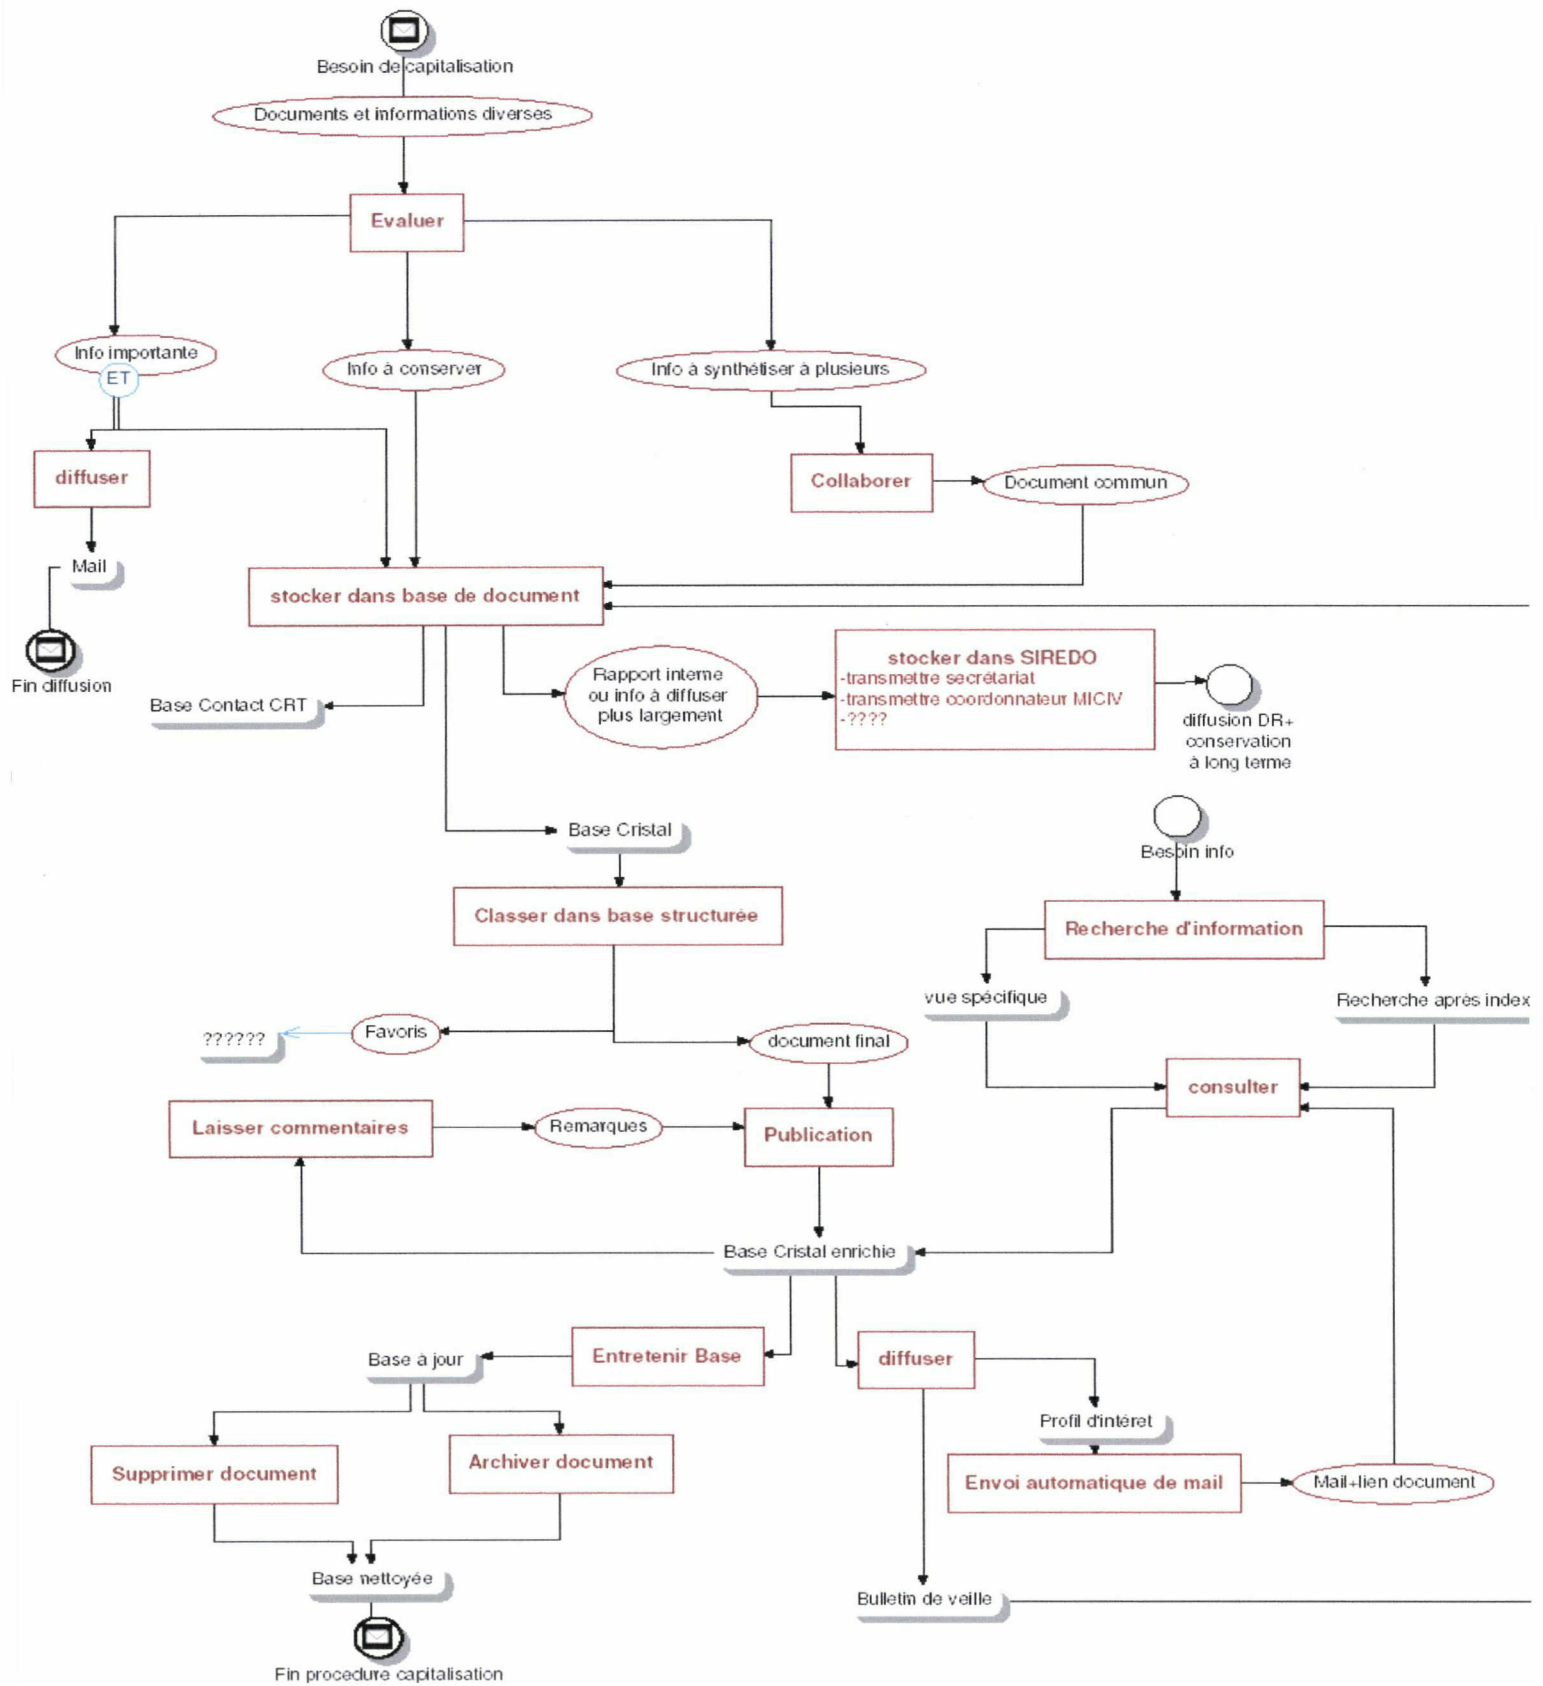 Besoin de capitalisation
Documents et informations diverses
Evaluer
Info importante
ET
Info à conserver
Info à synthétiser à plusieurs
diffuser
Collaborer
Document commun
Mail
stocker dans base de document
Fin diffusion
Base Contact CRT
Rapport interne
ou info à diffuser
plus largement
stocker dans SIREDO
-transmettre secrétariat
-transmettre coordonnateur MICIV
-????
diffusion DR+
conservation
à long terme
Base Cristal
Besoin info
Classer dans base structurée
Recherche d'information
vue spécifique
Recherche après index
??????
Favoris
document final
consulter
Laisser commentaires
Remarques
Publication
Base Cristal enrichie
Base à jour
Entretenir Base
diffuser
Profil d'intéret
Supprimer document
Archiver document
Envoi automatique de mail
Mail+lien document
Base nettoyée
Bulletin de veille
Fin procedure capitalisation